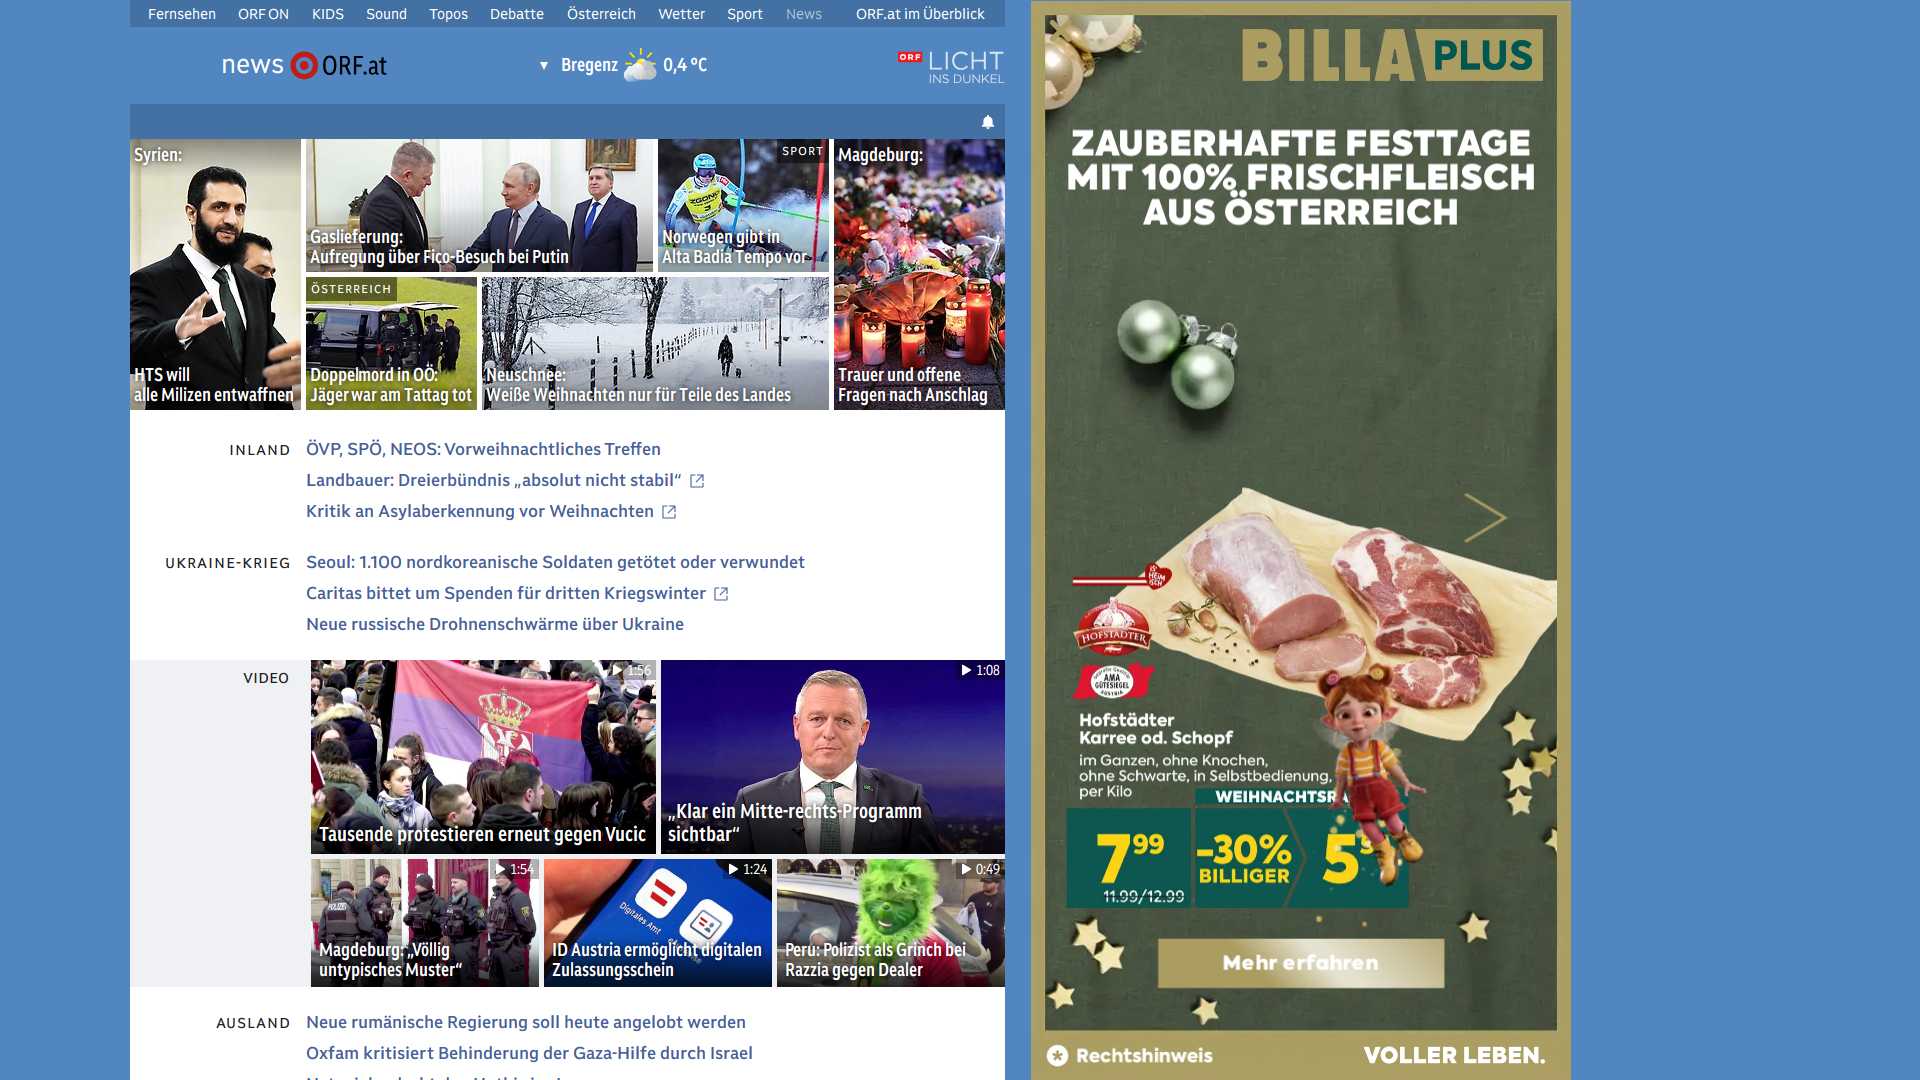 Fernsehen ORF ON KIDS Sound Topos Debatte Österreich Wetter Sport News ORF.at im Überblick
news ORF.at
Bregenz 0,4 °C
ORF LICHT
INS DUNKEL
Syrien:
HTS will
alle Milizen entwaffnen
Gaslieferung:
Aufregung über Fico-Besuch bei Putin
SPORT
Norwegen gibt in
Alta Badia Tempo vor
Magdeburg:
Trauer und offene
Fragen nach Anschlag
ÖSTERREICH
Doppelmord in OÖ:
Jäger war am Tattag tot
Neuschnee:
Weiße Weihnachten nur für Teile des Landes
INLAND
ÖVP, SPÖ, NEOS: Vorweihnachtliches Treffen
Landbauer: Dreierbündnis „absolut nicht stabil“
Kritik an Asylaberkennung vor Weihnachten
UKRAINE-KRIEG
Seoul: 1.100 nordkoreanische Soldaten getötet oder verwundet
Caritas bittet um Spenden für dritten Kriegswinter
Neue russische Drohnenschwärme über Ukraine
VIDEO
1:56
Tausende protestieren erneut gegen Vucic
1:08
„Klar ein Mitte-rechts-Programm
sichtbar“
1:54
POLIZEI
Magdeburg: „Völlig
untypisches Muster“
1:24
Digitales Amt
ID Austria ermöglicht digitalen
Zulassungsschein
0:49
Peru: Polizist als Grinch bei
Razzia gegen Dealer
AUSLAND
Neue rumänische Regierung soll heute angelobt werden
Oxfam kritisiert Behinderung der Gaza-Hilfe durch Israel
BILLA PLUS
ZAUBERHAFTE FESTTAGE
MIT 100% FRISCHFLEISCH
AUS ÖSTERREICH
IS' HEIM ISCH
HOFSTÄDTER
AMA
GÜTESIEGEL
AUSTRIA
Hofstädter
Karree od. Schopf
im Ganzen, ohne Knochen,
ohne Schwarte, in Selbstbedienung,
per Kilo
WEIHNACHTSRA
7 99
11.99/12.99
-30%
BILLIGER
5
Mehr erfahren
Rechtshinweis
VOLLER LEBEN.